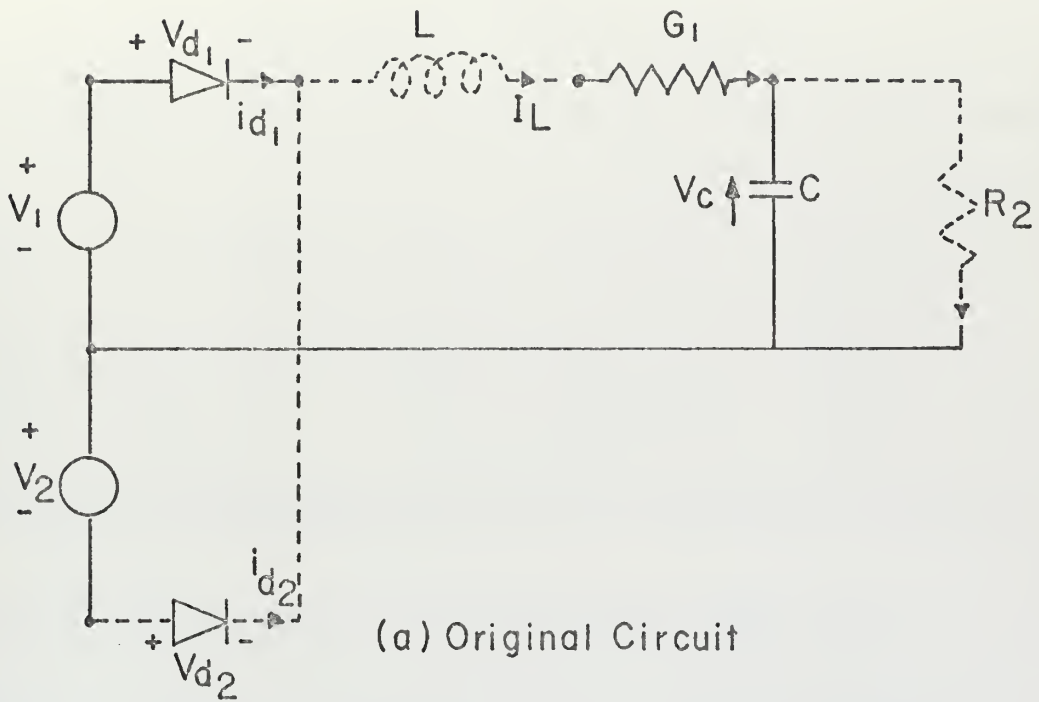 + Vd1 -
L
G1
id1
IL
+
V1
-
Vc
C
R2
+
V2
-
id2
+ -
Vd2
(a) Original Circuit